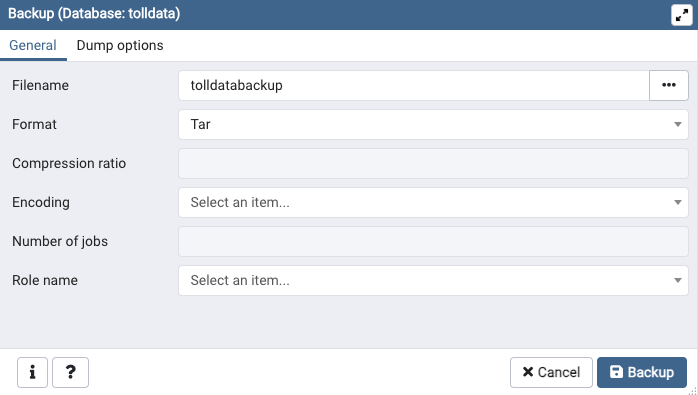 Backup (Database: tolldata)
General Dump options
Filename tolldatabackup •••
Format Tar
Compression ratio
Encoding Select an item...
Number of jobs
Role name Select an item...
i ? Cancel Backup